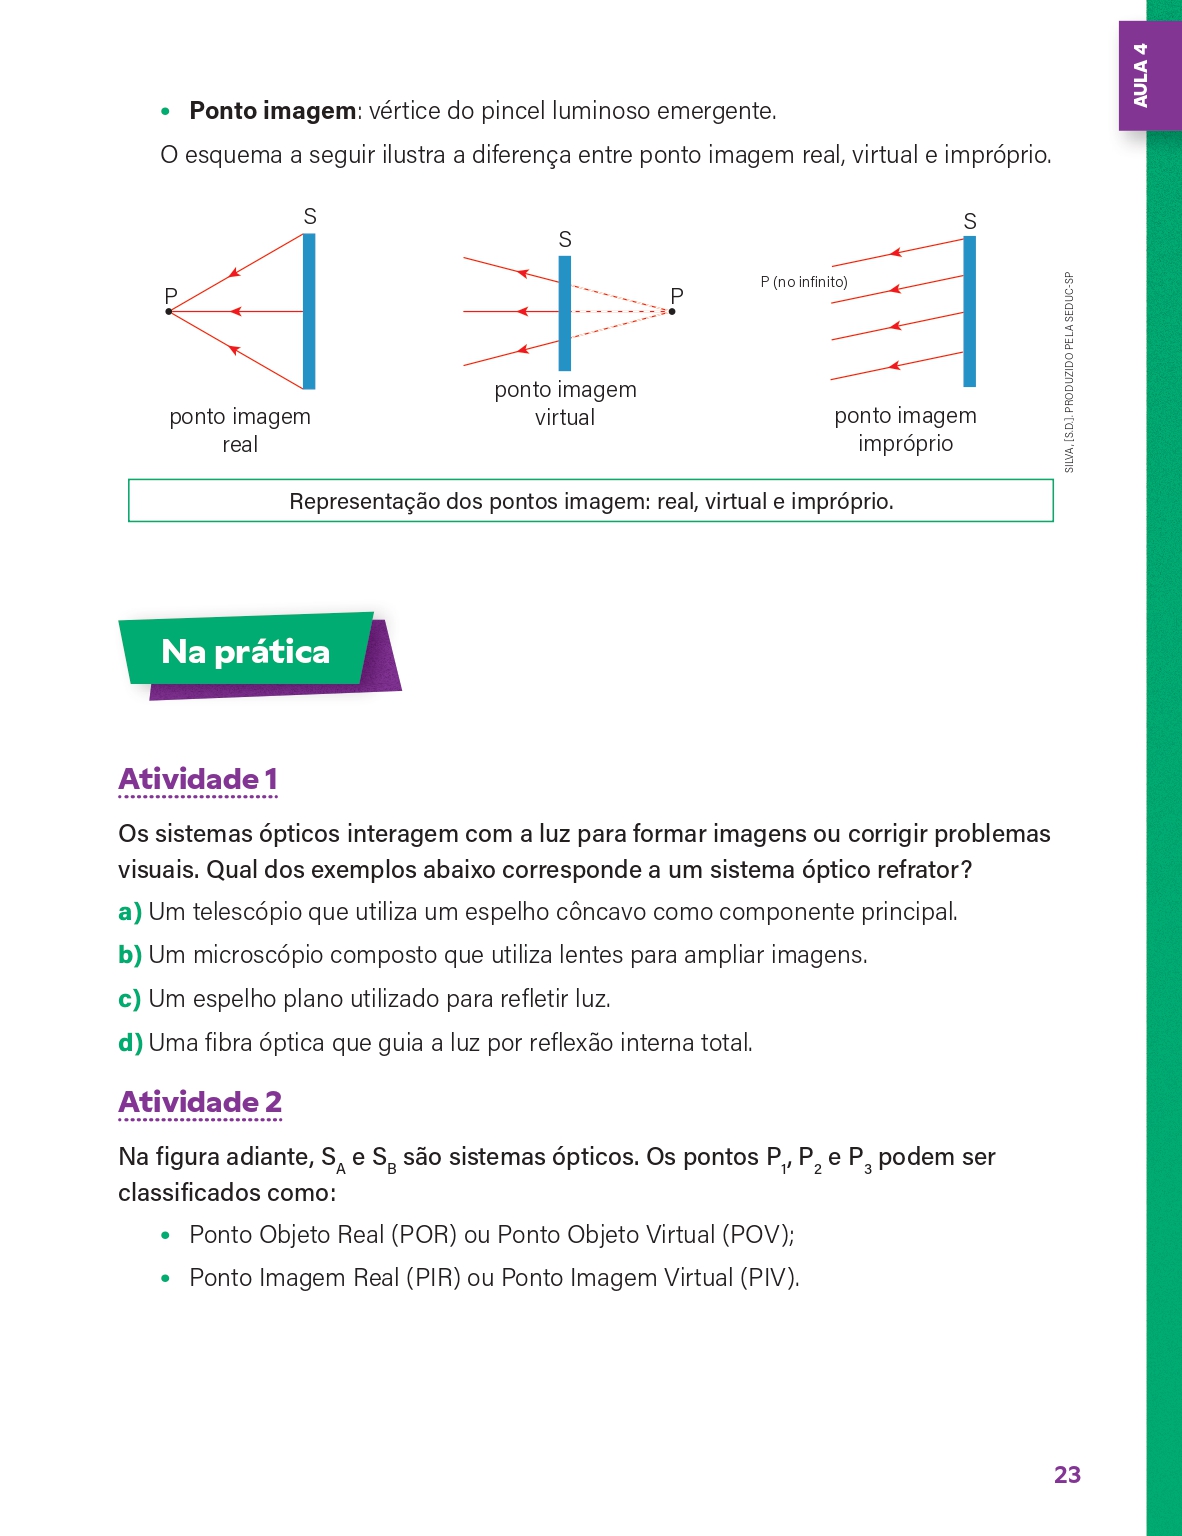 AULA 4
• Ponto imagem: vértice do pincel luminoso emergente.
O esquema a seguir ilustra a diferença entre ponto imagem real, virtual e impróprio.
S
P
ponto imagem
real
S
P
ponto imagem
virtual
S
P (no infinito)
ponto imagem
impróprio
SILVA, [S.D.]. PRODUZIDO PELA SEDUC-SP
Representação dos pontos imagem: real, virtual e impróprio.
Na prática
Atividade 1
Os sistemas ópticos interagem com a luz para formar imagens ou corrigir problemas
visuais. Qual dos exemplos abaixo corresponde a um sistema óptico refrator?
a) Um telescópio que utiliza um espelho côncavo como componente principal.
b) Um microscópio composto que utiliza lentes para ampliar imagens.
c) Um espelho plano utilizado para refletir luz.
d) Uma fibra óptica que guia a luz por reflexão interna total.
Atividade 2
Na figura adiante, S_A e S_B são sistemas ópticos. Os pontos P_1, P_2 e P_3 podem ser
classificados como:
• Ponto Objeto Real (POR) ou Ponto Objeto Virtual (POV);
• Ponto Imagem Real (PIR) ou Ponto Imagem Virtual (PIV).
23